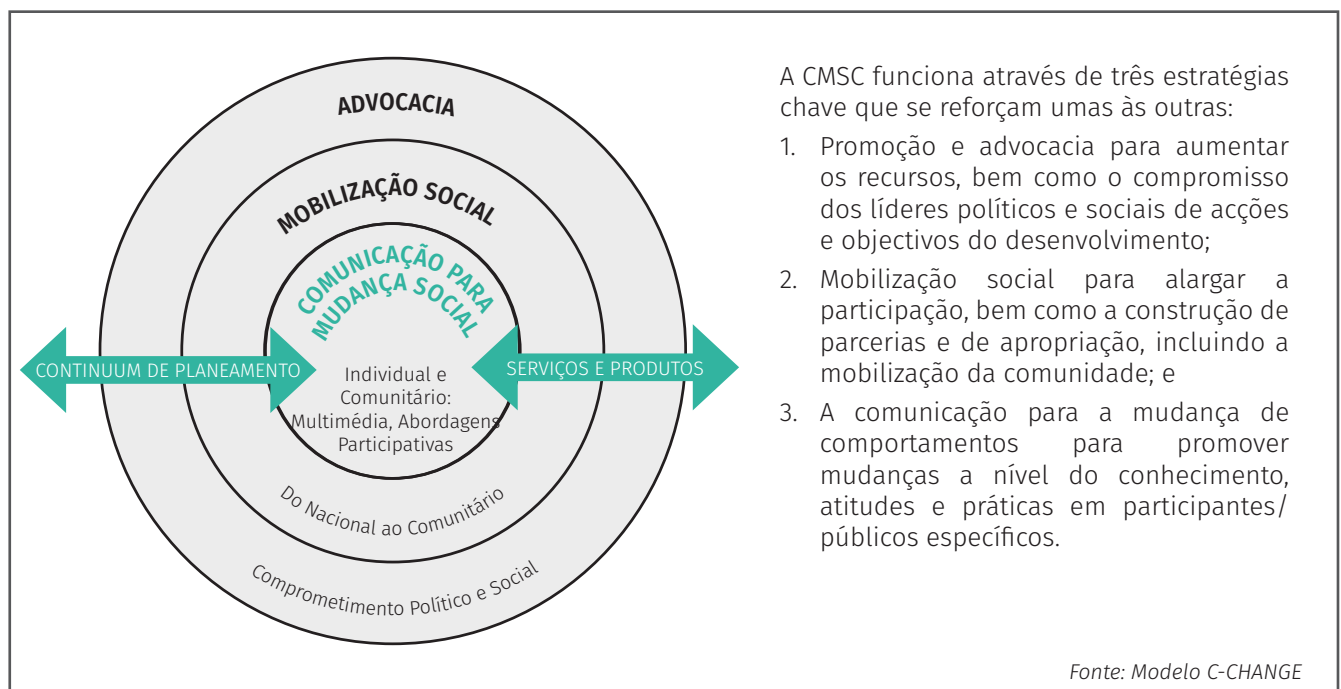 ADVOCACIA
MOBILIZAÇÃO SOCIAL
COMUNICAÇÃO PARA
MUDANÇA SOCIAL
CONTINUUM DE PLANEAMENTO
SERVIÇOS E PRODUTOS
Individual e
Comunitário:
Multimédia, Abordagens
Participativas
Do Nacional ao Comunitário
Comprometimento Político e Social
A CMSC funciona através de três estratégias
chave que se reforçam umas às outras:
1. Promoção e advocacia para aumentar
os recursos, bem como o compromisso
dos líderes políticos e sociais de acções
e objectivos do desenvolvimento;
2. Mobilização social para alargar a
participação, bem como a construção de
parcerias e de apropriação, incluindo a
mobilização da comunidade; e
3. A comunicação para a mudança de
comportamentos para promover
mudanças a nível do conhecimento,
atitudes e práticas em participantes/
públicos específicos.
Fonte: Modelo C-CHANGE